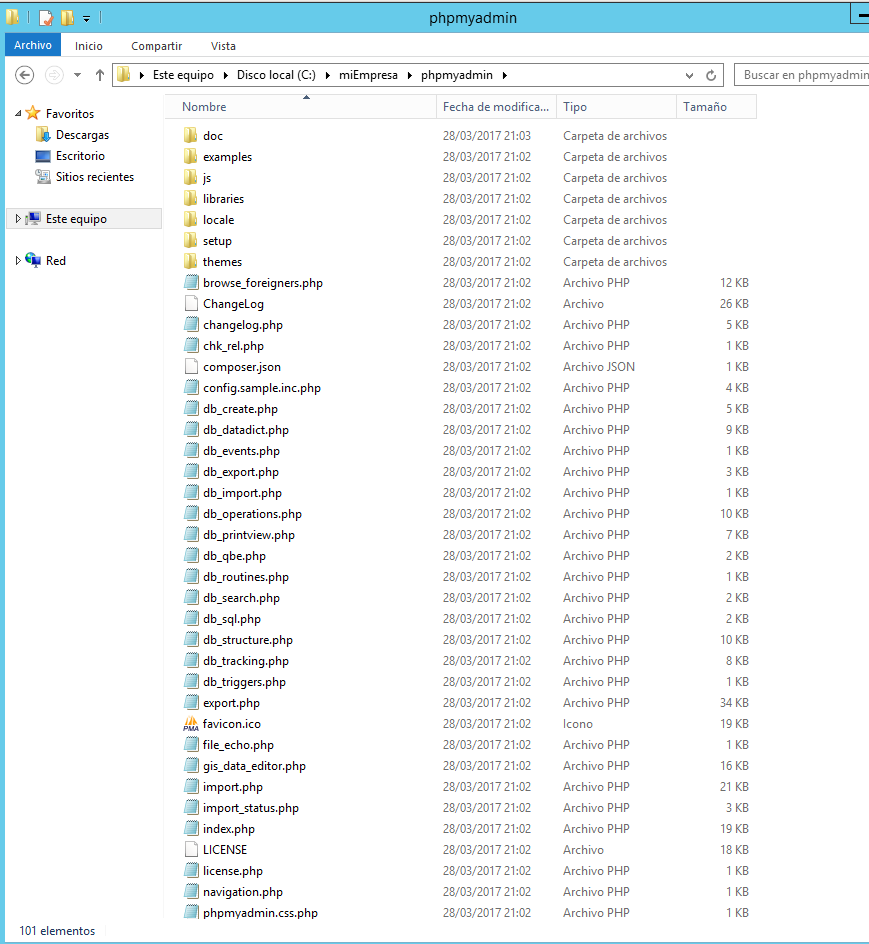 phpmyadmin
Archivo Inicio Compartir Vista
Este equipo Disco local (C:) miEmpresa phpmyadmin Buscar en phpmyadmin
Favoritos
Descargas
Escritorio
Sitios recientes
Este equipo
Red
Nombre Fecha de modifica... Tipo Tamaño
doc 28/03/2017 21:03 Carpeta de archivos
examples 28/03/2017 21:02 Carpeta de archivos
js 28/03/2017 21:02 Carpeta de archivos
libraries 28/03/2017 21:02 Carpeta de archivos
locale 28/03/2017 21:02 Carpeta de archivos
setup 28/03/2017 21:02 Carpeta de archivos
themes 28/03/2017 21:02 Carpeta de archivos
browse_foreigners.php 28/03/2017 21:02 Archivo PHP 12 KB
ChangeLog 28/03/2017 21:02 Archivo 26 KB
changelog.php 28/03/2017 21:02 Archivo PHP 5 KB
chk_rel.php 28/03/2017 21:02 Archivo PHP 1 KB
composer.json 28/03/2017 21:02 Archivo JSON 1 KB
config.sample.inc.php 28/03/2017 21:02 Archivo PHP 4 KB
db_create.php 28/03/2017 21:02 Archivo PHP 5 KB
db_datadict.php 28/03/2017 21:02 Archivo PHP 9 KB
db_events.php 28/03/2017 21:02 Archivo PHP 1 KB
db_export.php 28/03/2017 21:02 Archivo PHP 3 KB
db_import.php 28/03/2017 21:02 Archivo PHP 1 KB
db_operations.php 28/03/2017 21:02 Archivo PHP 10 KB
db_printview.php 28/03/2017 21:02 Archivo PHP 7 KB
db_qbe.php 28/03/2017 21:02 Archivo PHP 2 KB
db_routines.php 28/03/2017 21:02 Archivo PHP 1 KB
db_search.php 28/03/2017 21:02 Archivo PHP 2 KB
db_sql.php 28/03/2017 21:02 Archivo PHP 2 KB
db_structure.php 28/03/2017 21:02 Archivo PHP 10 KB
db_tracking.php 28/03/2017 21:02 Archivo PHP 8 KB
db_triggers.php 28/03/2017 21:02 Archivo PHP 1 KB
export.php 28/03/2017 21:02 Archivo PHP 34 KB
PMA favicon.ico 28/03/2017 21:02 Icono 19 KB
file_echo.php 28/03/2017 21:02 Archivo PHP 1 KB
gis_data_editor.php 28/03/2017 21:02 Archivo PHP 16 KB
import.php 28/03/2017 21:02 Archivo PHP 21 KB
import_status.php 28/03/2017 21:02 Archivo PHP 3 KB
index.php 28/03/2017 21:02 Archivo PHP 19 KB
LICENSE 28/03/2017 21:02 Archivo 18 KB
license.php 28/03/2017 21:02 Archivo PHP 1 KB
navigation.php 28/03/2017 21:02 Archivo PHP 1 KB
phpmyadmin.css.php 28/03/2017 21:02 Archivo PHP 1 KB
101 elementos